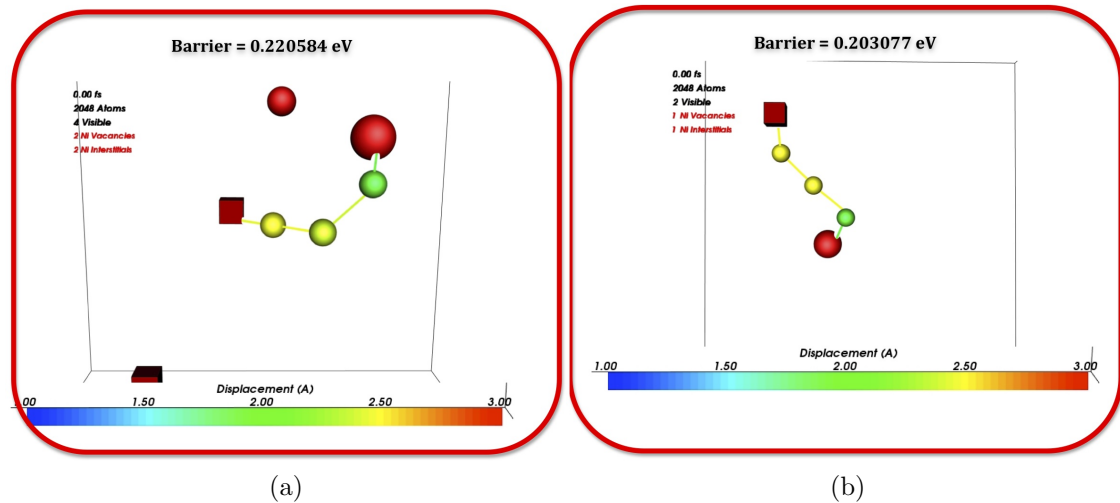 Barrier = 0.220584 eV
0.00 fs
2048 Atoms
4 Visible
2 Ni Vacancies
2 Ni Interstitials
Displacement (A)
1.00 1.50 2.00 2.50 3.00
(a)
Barrier = 0.203077 eV
0.00 fs
2048 Atoms
2 Visible
1 Ni Vacancies
1 Ni Interstitials
Displacement (A)
1.00 1.50 2.00 2.50 3.00
(b)